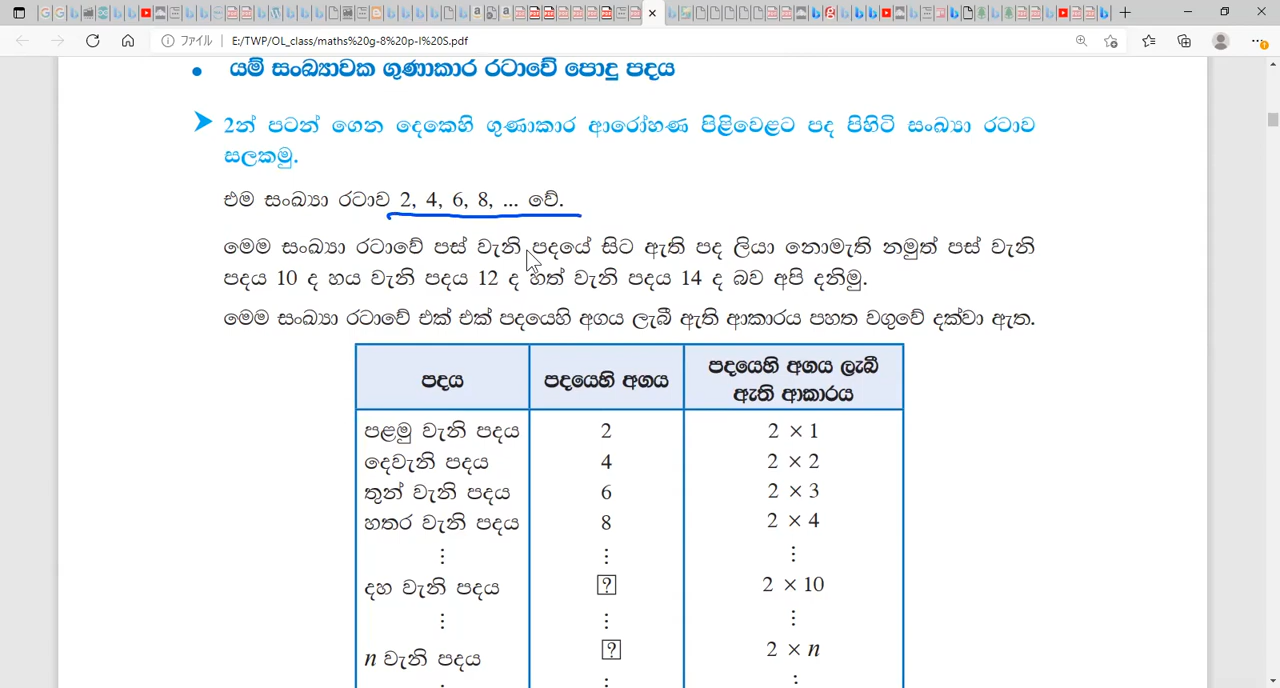 ファイル E:/TWP/OL_class/maths%20g-8%20p-I%20S.pdf
• යම් සංඛ්‍යාවක ගුණාකාර රටාවේ පොදු පදය
➤ 2න් පටන් ගෙන දෙකෙහි ගුණාකාර ආරෝහණ පිළිවෙළට පද පිහිටි සංඛ්‍යා රටාව
සලකමු.
එම සංඛ්‍යා රටාව 2, 4, 6, 8, ... වේ.
මෙම සංඛ්‍යා රටාවේ පස් වැනි පදයේ සිට ඇති පද ලියා නොමැති නමුත් පස් වැනි
පදය 10 ද හය වැනි පදය 12 ද හත් වැනි පදය 14 ද බව අපි දනිමු.
මෙම සංඛ්‍යා රටාවේ එක් එක් පදයෙහි අගය ලැබී ඇති ආකාරය පහත වගුවේ දක්වා ඇත.
පදය පදයෙහි අගය පදයෙහි අගය ලැබී
ඇති ආකාරය
පළමු වැනි පදය 2 2 × 1
දෙවැනි පදය 4 2 × 2
තුන් වැනි පදය 6 2 × 3
හතර වැනි පදය 8 2 × 4
⋮ ⋮ ⋮
දහ වැනි පදය ? 2 × 10
⋮ ⋮ ⋮
n වැනි පදය ? 2 × n
⋮ ⋮ ⋮